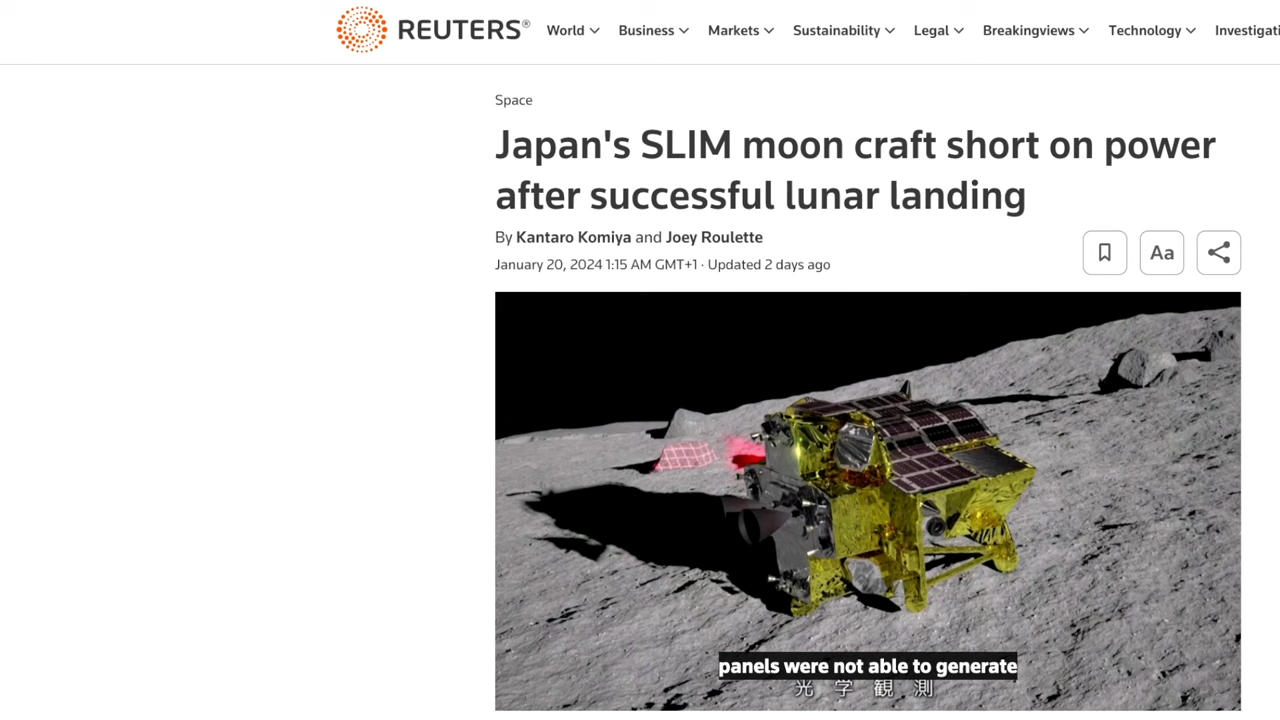 REUTERS®
World Business Markets Sustainability Legal Breakingviews Technology Investigati
Space
Japan's SLIM moon craft short on power
after successful lunar landing
By Kantaro Komiya and Joey Roulette
January 20, 2024 1:15 AM GMT+1 · Updated 2 days ago
Aa
panels were not able to generate
光学観測